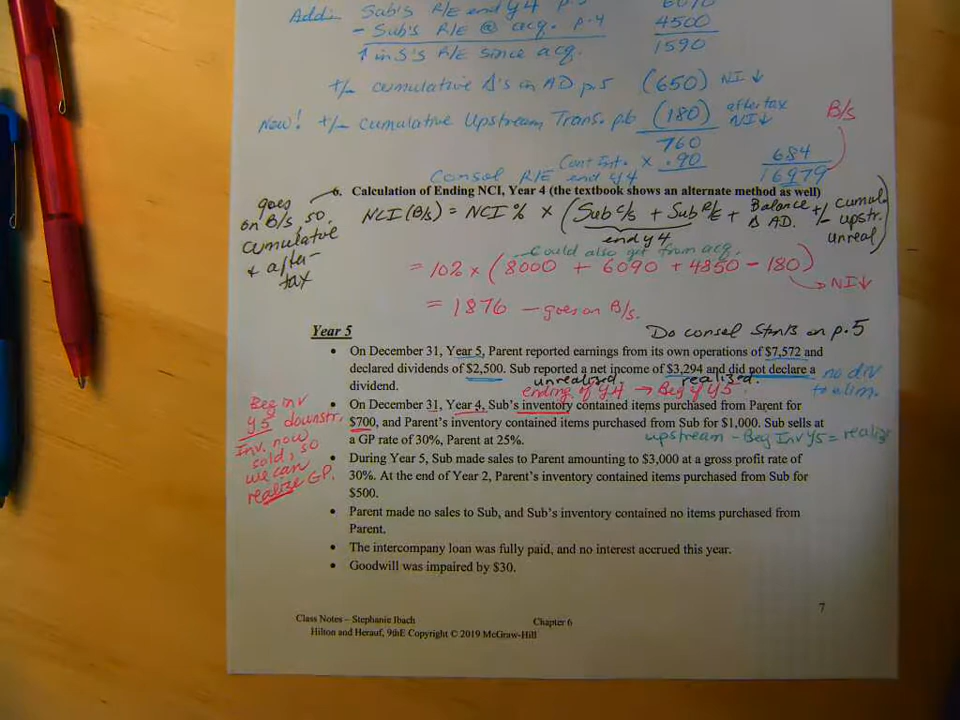 Addin Sub's R/E end Y4 p.5 6090
- Sub's R/E @ acq. p.4 4500
↑ in S's R/E since acq. 1590
+/- cumulative Δ's in AD p5 (650) NI ↓
Now! +/- Cumulative Upstream Trans. p.6 (180) after tax NI↓
760
Cont Int. × .90 684
Consol R/E end Y4 16979
B/S
6. Calculation of Ending NCI, Year 4 (the textbook shows an alternate method as well)
goes on B/S, so cumulative & after-tax
NCI (B/S) = NCI % × (Sub C/S + Sub R/E + Balance Δ AD. +/- cumul. upstr. unreal)
end Y4
Could also get from acq.
= 10% × (8000 + 6090 + 4850 - 180)
→ NI↓
= 1876 - goes on B/S.
Year 5
Do consol Stmts on p.5
• On December 31, Year 5, Parent reported earnings from its own operations of $7,572 and
declared dividends of $2,500. Sub reported a net income of $3,294 and did not declare a
dividend.
no div to elim.
unrealized. realized.
ending of Y4 → Beg of Y5
• On December 31, Year 4, Sub's inventory contained items purchased from Parent for
$700, and Parent's inventory contained items purchased from Sub for $1,000. Sub sells at
a GP rate of 30%, Parent at 25%.
upstream - Beg Inv Y5 = realize
Beg inv
Y5 downstr.
Inv. now
sold, so
we can
realize GP.
• During Year 5, Sub made sales to Parent amounting to $3,000 at a gross profit rate of
30%. At the end of Year 2, Parent's inventory contained items purchased from Sub for
$500.
• Parent made no sales to Sub, and Sub's inventory contained no items purchased from
Parent.
• The intercompany loan was fully paid, and no interest accrued this year.
• Goodwill was impaired by $30.
7
Class Notes – Stephanie Ibach Chapter 6
Hilton and Herauf, 9thE Copyright © 2019 McGraw-Hill